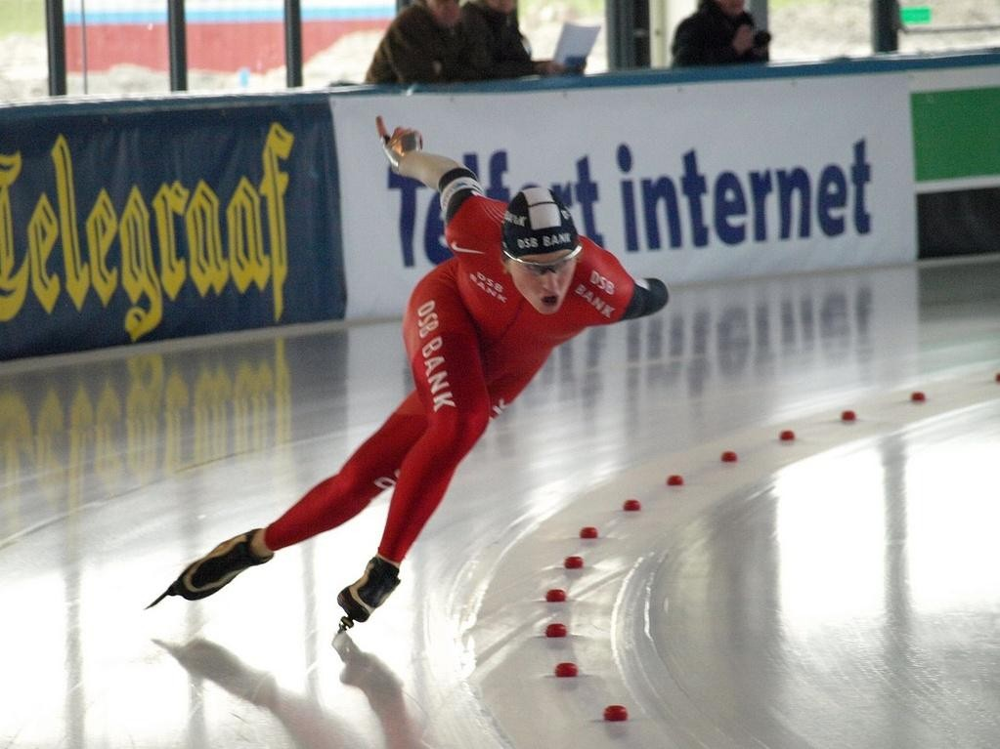 Telegraaf
Telfort internet
DSB BANK
DSB
BANK
DSB
BANK
DSB BANK